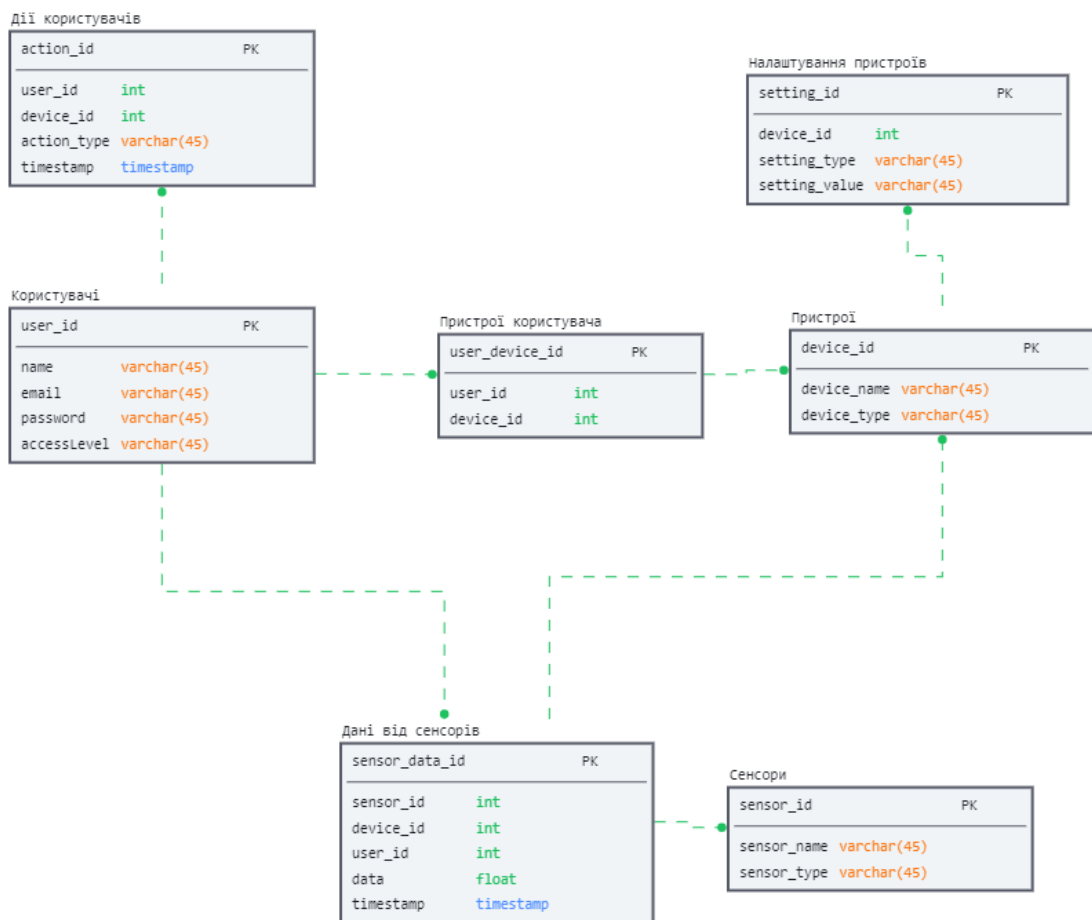 Дії користувачів
action_id PK
user_id int
device_id int
action_type varchar(45)
timestamp timestamp
Налаштування пристроїв
setting_id PK
device_id int
setting_type varchar(45)
setting_value varchar(45)
Користувачі
user_id PK
name varchar(45)
email varchar(45)
password varchar(45)
accessLevel varchar(45)
Пристрої користувача
user_device_id PK
user_id int
device_id int
Пристрої
device_id PK
device_name varchar(45)
device_type varchar(45)
Дані від сенсорів
sensor_data_id PK
sensor_id int
device_id int
user_id int
data float
timestamp timestamp
Сенсори
sensor_id PK
sensor_name varchar(45)
sensor_type varchar(45)